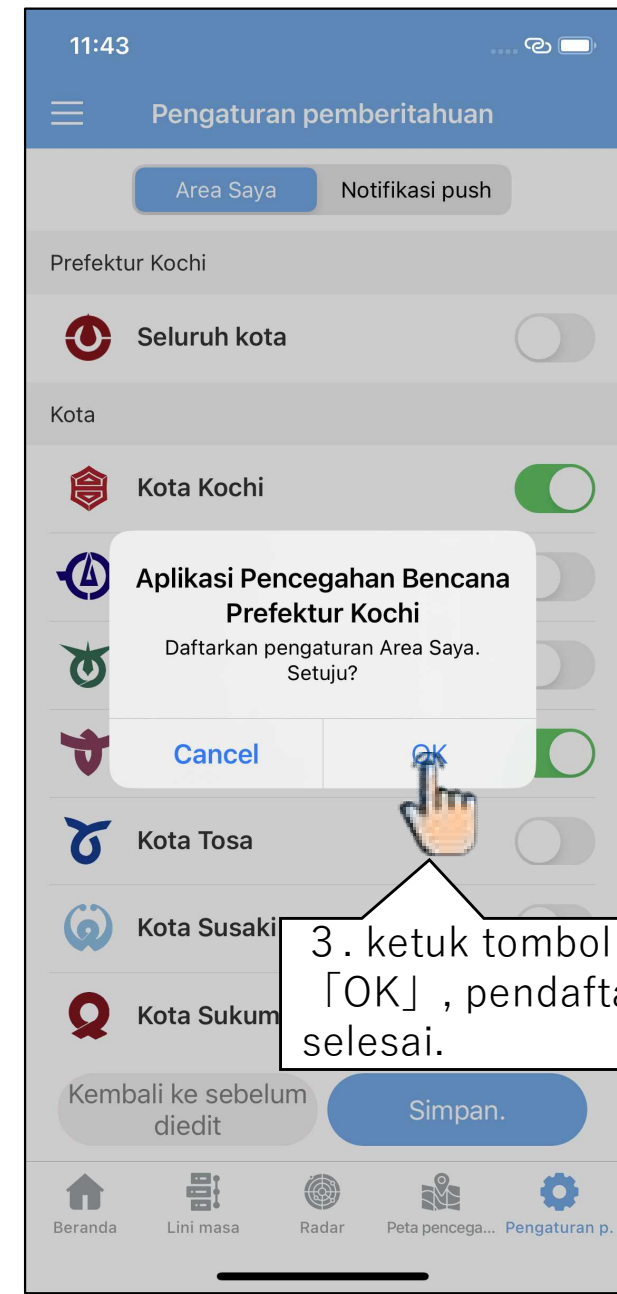 11:43
Pengaturan pemberitahuan
Area Saya Notifikasi push
Prefektur Kochi
Seluruh kota
Kota
Kota Kochi
Aplikasi Pencegahan Bencana
Prefektur Kochi
Daftarkan pengaturan Area Saya.
Setuju?
Cancel OK
Kota Tosa
Kota Susaki
3.ketuk tombol
「OK」, pendafta
selesai.
Kota Sukum
Kembali ke sebelum
diedit
Simpan.
Beranda Lini masa Radar Peta pencega... Pengaturan p.